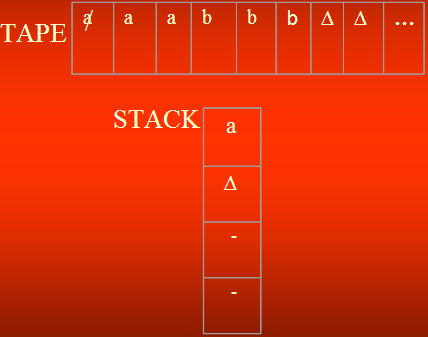 TAPE a a a b b b Δ Δ ...
STACK a
Δ
-
-